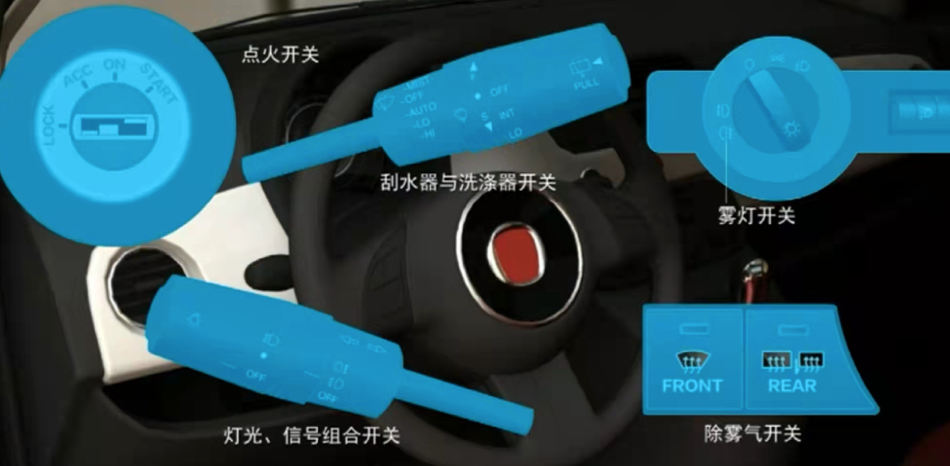 点火开关
LOCK
ACC
ON
START
MIST
OFF
AUTO
LO
HI
OFF
S
INT
LO
PULL
刮水器与洗涤器开关
雾灯开关
OFF
OFF
灯光、信号组合开关
FRONT
REAR
除雾气开关